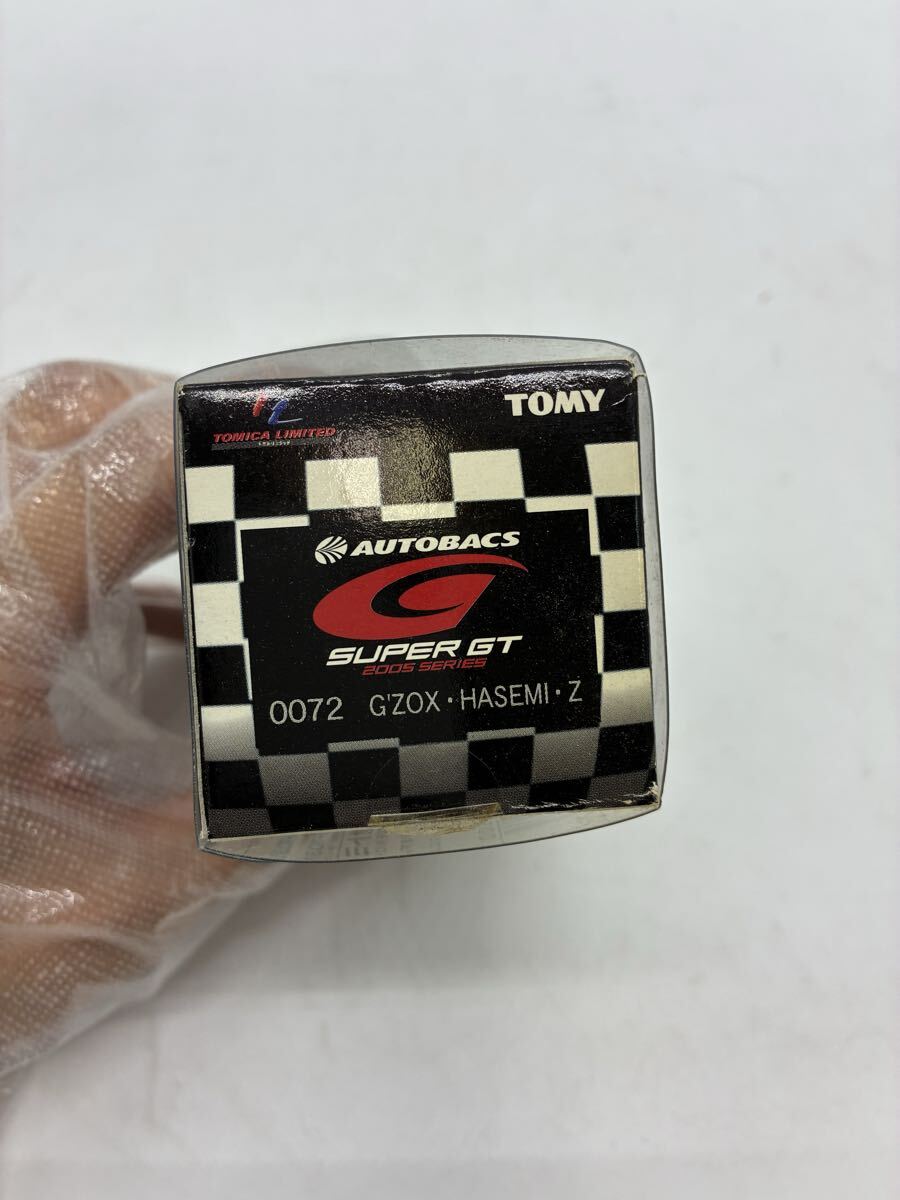 TOMY
TOMICA LIMITED
AUTOBACS
SUPER GT
2005 SERIES
0072 G'ZOX・HASEMI・Z